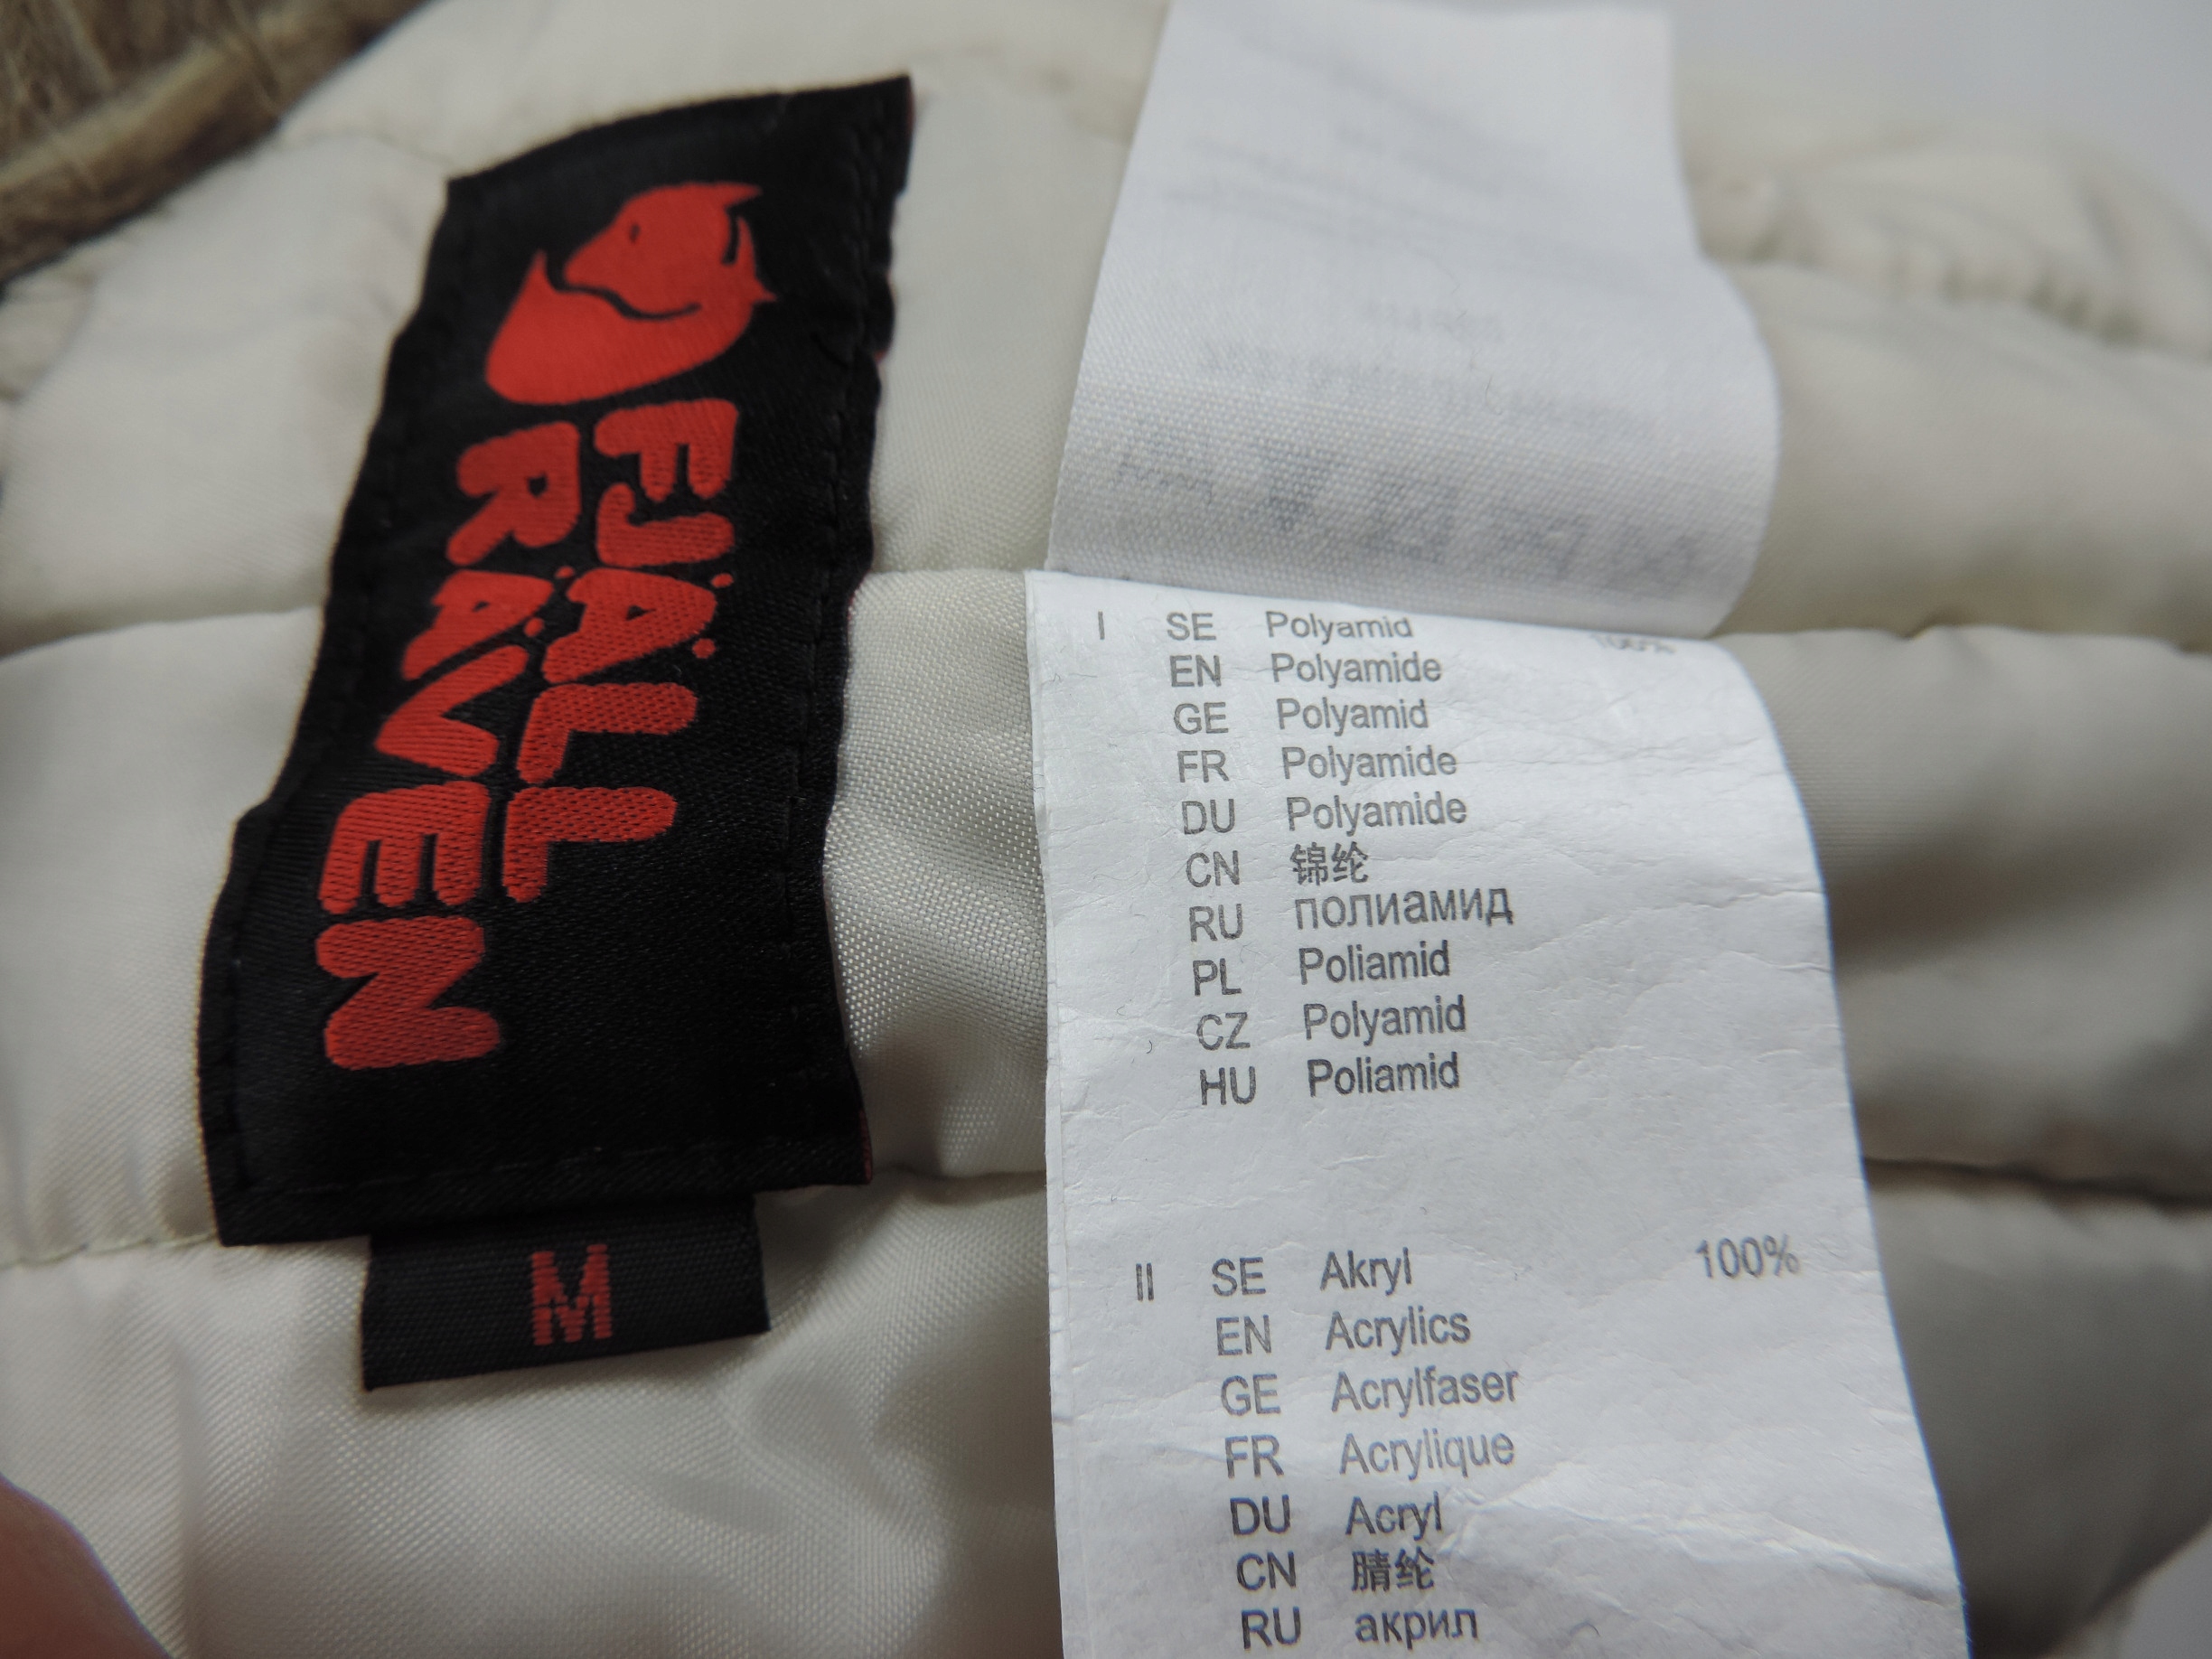 FJÄLL
RÄVEN
M
I SE Polyamid 100%
EN Polyamide
GE Polyamid
FR Polyamide
DU Polyamide
CN 锦纶
RU полиамид
PL Poliamid
CZ Polyamid
HU Poliamid
II SE Akryl 100%
EN Acrylics
GE Acrylfaser
FR Acrylique
DU Acryl
CN 腈纶
RU акрил